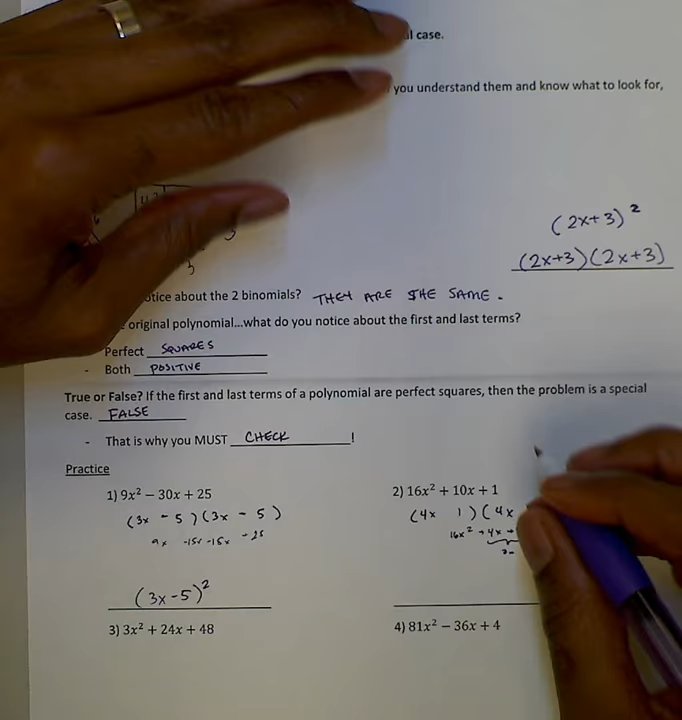 case.
you understand them and know what to look for,
(2x+3)²
(2x+3)(2x+3)
otice about the 2 binomials? THEY ARE THE SAME.
original polynomial...what do you notice about the first and last terms?
Perfect SQUARES
- Both POSITIVE
True or False? If the first and last terms of a polynomial are perfect squares, then the problem is a special
case. FALSE
- That is why you MUST CHECK!
Practice
1) 9x² – 30x + 25
2) 16x² + 10x + 1
(3x - 5)(3x - 5)
(4x 1)(4x
-15x -15x
16x² + 4x +
(3x-5)²
3) 3x² + 24x + 48
4) 81x² – 36x + 4